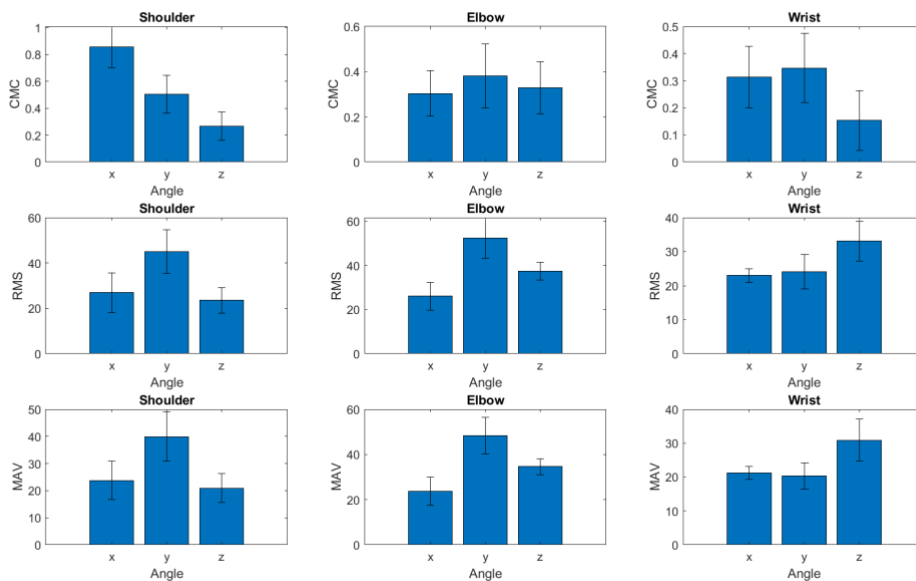 Shoulder
1
0.8
0.6
0.4
0.2
0
CMC
x y z
Angle
Elbow
0.6
0.4
0.2
0
CMC
x y z
Angle
Wrist
0.5
0.4
0.3
0.2
0.1
0
CMC
x y z
Angle
Shoulder
60
40
20
0
RMS
x y z
Angle
Elbow
60
40
20
0
RMS
x y z
Angle
Wrist
40
30
20
10
0
RMS
x y z
Angle
Shoulder
50
40
30
20
10
0
MAV
x y z
Angle
Elbow
60
40
20
0
MAV
x y z
Angle
Wrist
40
30
20
10
0
MAV
x y z
Angle